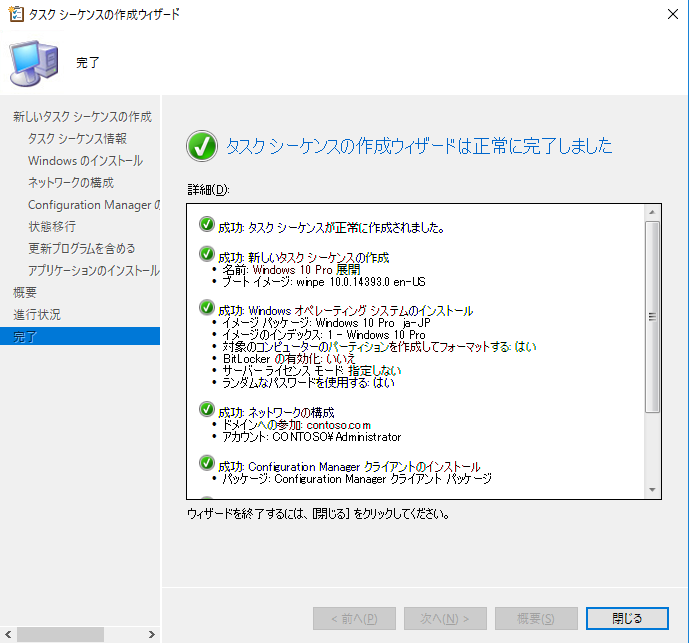 タスク シーケンスの作成ウィザード
完了
新しいタスク シーケンスの作成
タスク シーケンス情報
Windows のインストール
ネットワークの構成
Configuration Manager の
状態移行
更新プログラムを含める
アプリケーションのインストール
概要
進行状況
完了
タスク シーケンスの作成ウィザードは正常に完了しました
詳細(D):
成功: タスク シーケンスが正常に作成されました。
成功: 新しいタスク シーケンスの作成
• 名前: Windows 10 Pro 展開
• ブート イメージ: winpe 10.0.14393.0 en-US
成功: Windows オペレーティング システムのインストール
• イメージ パッケージ: Windows 10 Pro ja-JP
• イメージのインデックス: 1 - Windows 10 Pro
• 対象のコンピューターのパーティションを作成してフォーマットする: はい
• BitLocker の有効化: いいえ
• サーバー ライセンス モード: 指定しない
• ランダムなパスワードを使用する: はい
成功: ネットワークの構成
• ドメインへの参加: contoso.com
• アカウント: CONTOSO¥Administrator
成功: Configuration Manager クライアントのインストール
• パッケージ: Configuration Manager クライアント パッケージ
ウィザードを終了するには、[閉じる] をクリックしてください。
< 前へ(P)
次へ(N) >
概要(S)
閉じる